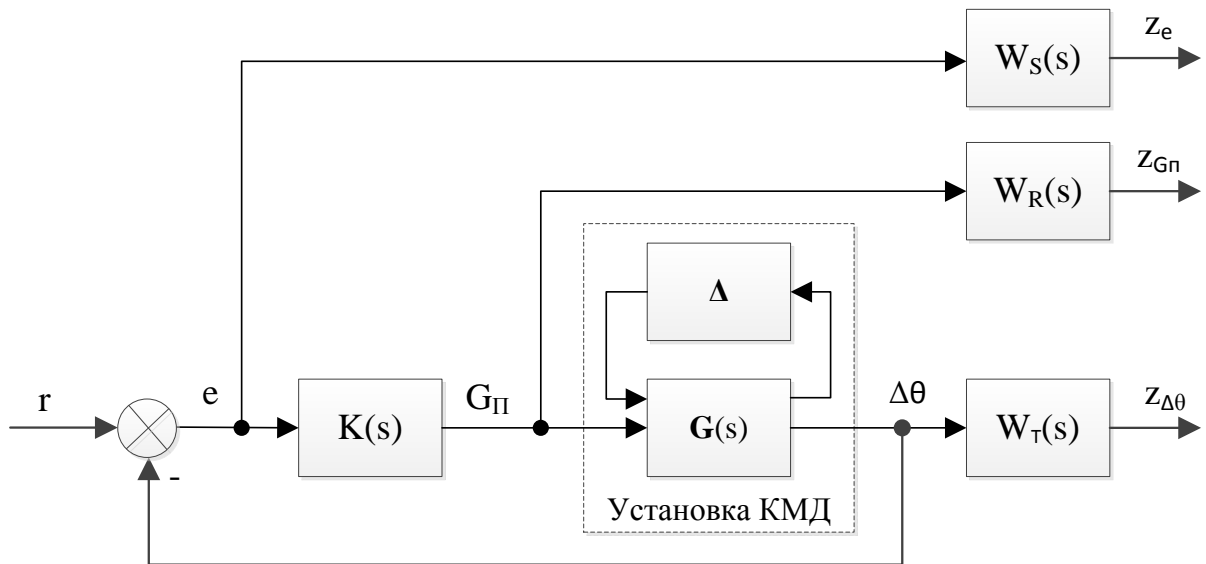 z_e
W_S(s)
z_Gп
W_R(s)
Δ
r
e
K(s)
G_П
G(s)
Δθ
W_T(s)
z_Δθ
-
Установка КМД